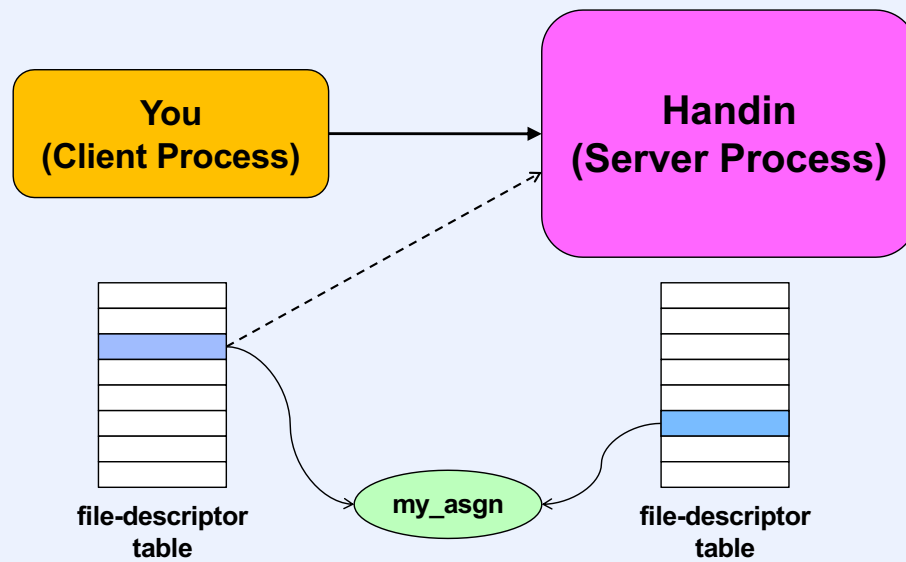 You
(Client Process)
Handin
(Server Process)
my_asgn
file-descriptor
table
file-descriptor
table